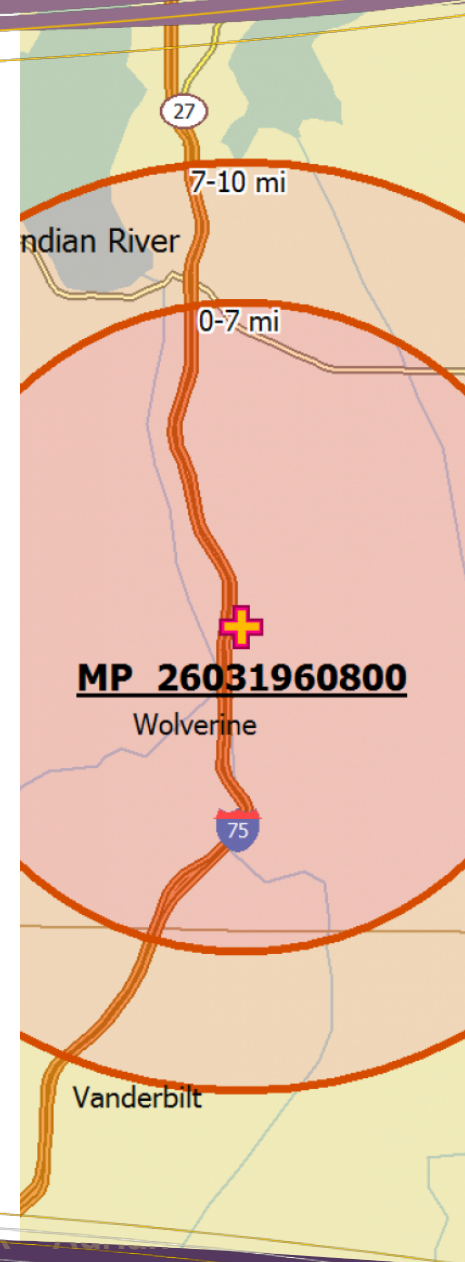 27
7-10 mi
ndian River
0-7 mi
MP 26031960800
Wolverine
75
Vanderbilt